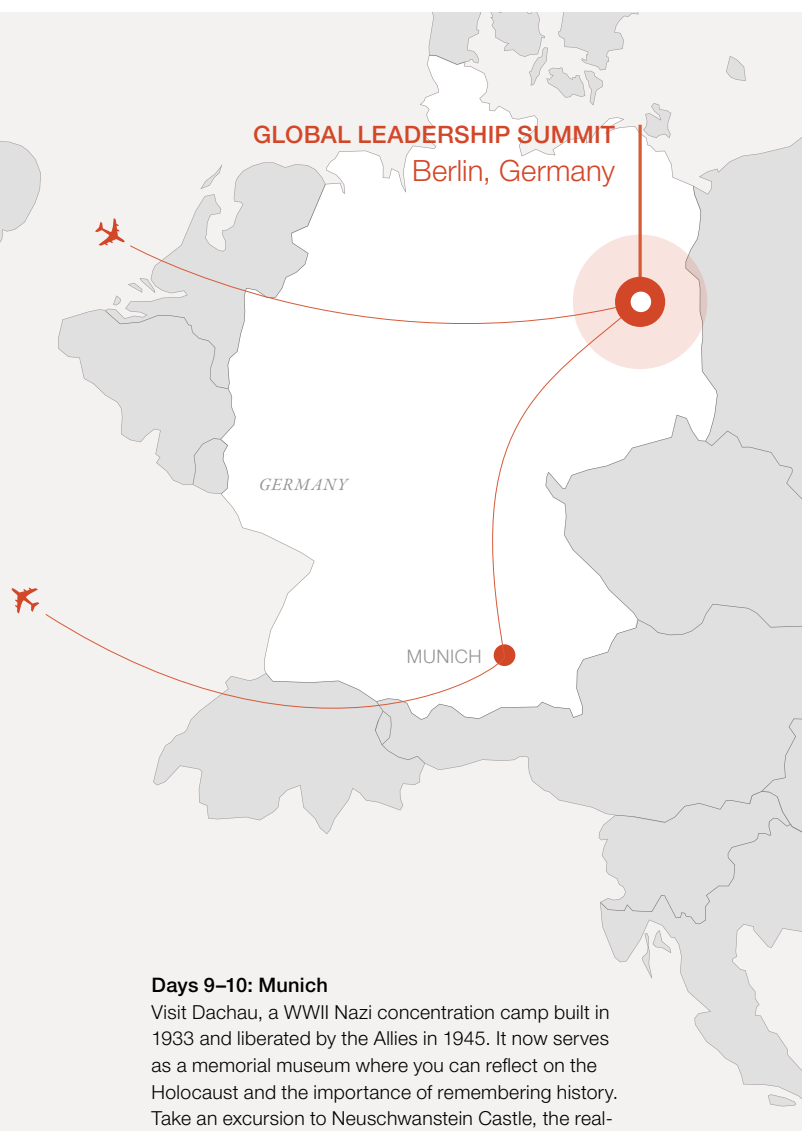 GLOBAL LEADERSHIP SUMMIT
Berlin, Germany
GERMANY
MUNICH
Days 9–10: Munich
Visit Dachau, a WWII Nazi concentration camp built in
1933 and liberated by the Allies in 1945. It now serves
as a memorial museum where you can reflect on the
Holocaust and the importance of remembering history.
Take an excursion to Neuschwanstein Castle, the real-